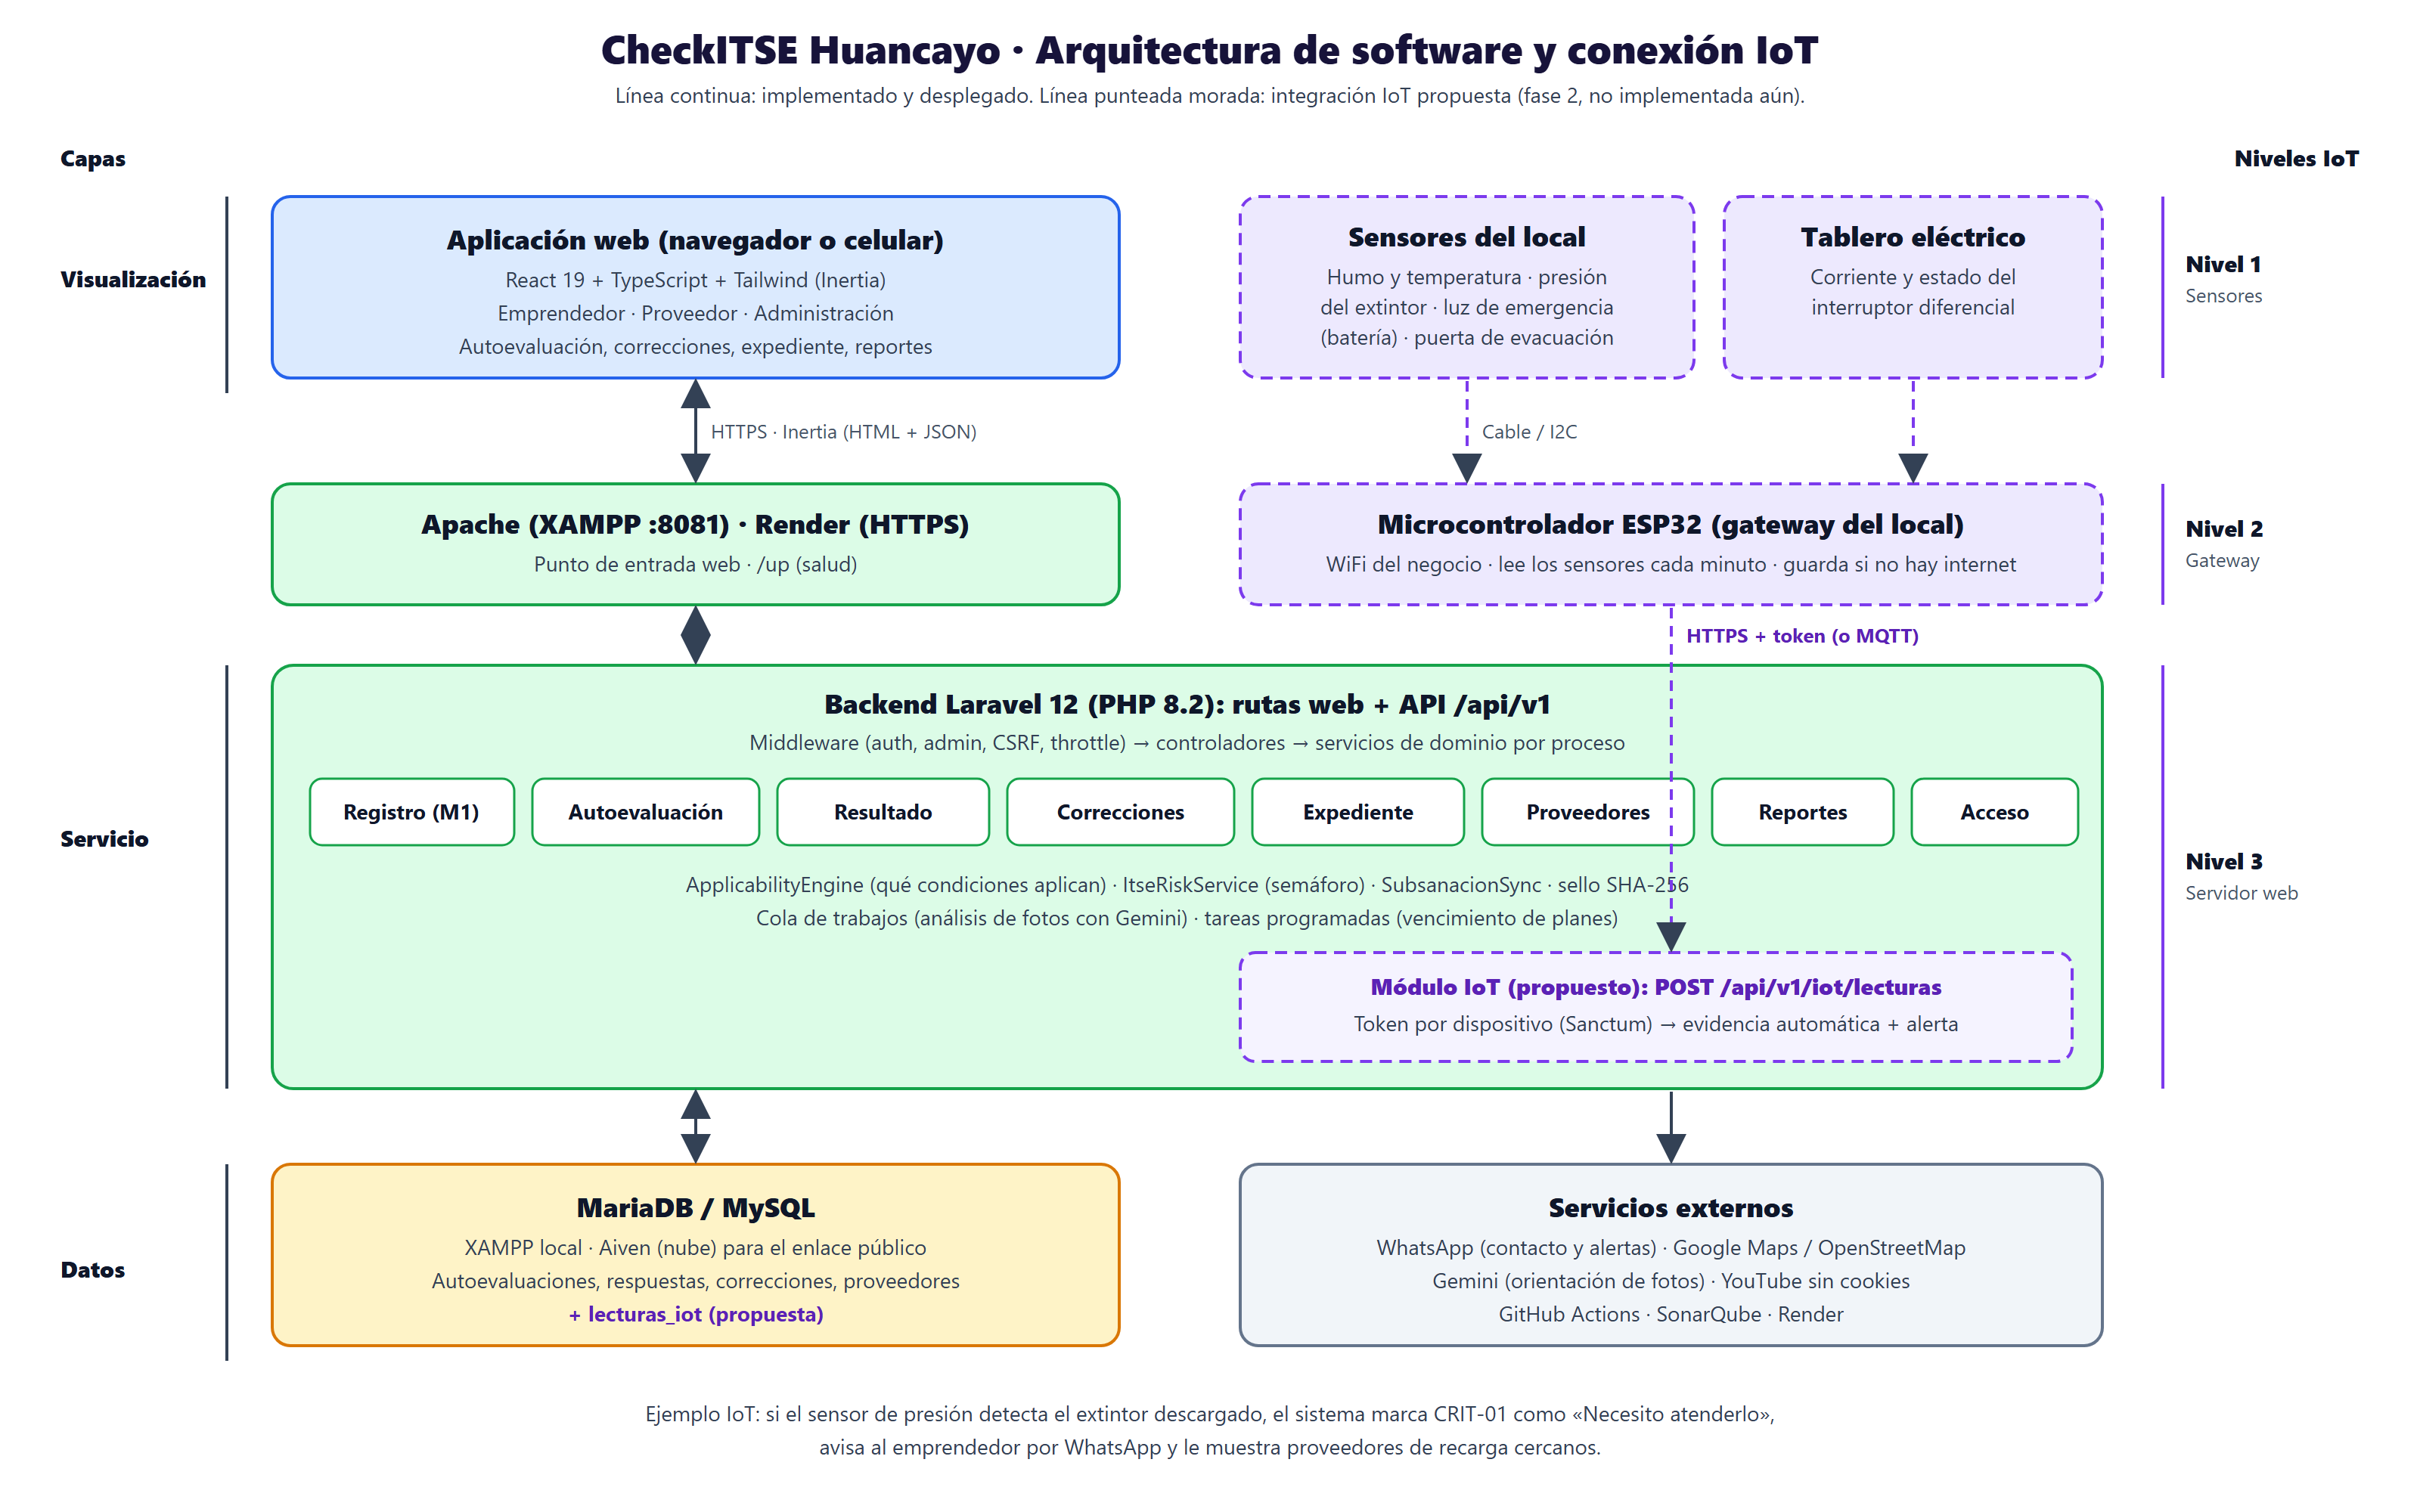 CheckITSE Huancayo · Arquitectura de software y conexión IoT
Línea continua: implementado y desplegado. Línea punteada morada: integración IoT propuesta (fase 2, no implementada aún).
Capas
Niveles IoT
Visualización
Aplicación web (navegador o celular)
React 19 + TypeScript + Tailwind (Inertia)
Emprendedor · Proveedor · Administración
Autoevaluación, correcciones, expediente, reportes
Sensores del local
Humo y temperatura · presión
del extintor · luz de emergencia
(batería) · puerta de evacuación
Tablero eléctrico
Corriente y estado del
interruptor diferencial
Nivel 1
Sensores
HTTPS · Inertia (HTML + JSON)
Cable / I2C
Apache (XAMPP :8081) · Render (HTTPS)
Punto de entrada web · /up (salud)
Microcontrolador ESP32 (gateway del local)
WiFi del negocio · lee los sensores cada minuto · guarda si no hay internet
Nivel 2
Gateway
HTTPS + token (o MQTT)
Servicio
Backend Laravel 12 (PHP 8.2): rutas web + API /api/v1
Middleware (auth, admin, CSRF, throttle) → controladores → servicios de dominio por proceso
Registro (M1)
Autoevaluación
Resultado
Correcciones
Expediente
Proveedores
Reportes
Acceso
ApplicabilityEngine (qué condiciones aplican) · ItseRiskService (semáforo) · SubsanacionSync · sello SHA-256
Cola de trabajos (análisis de fotos con Gemini) · tareas programadas (vencimiento de planes)
Módulo IoT (propuesto): POST /api/v1/iot/lecturas
Token por dispositivo (Sanctum) → evidencia automática + alerta
Nivel 3
Servidor web
Datos
MariaDB / MySQL
XAMPP local · Aiven (nube) para el enlace público
Autoevaluaciones, respuestas, correcciones, proveedores
+ lecturas_iot (propuesta)
Servicios externos
WhatsApp (contacto y alertas) · Google Maps / OpenStreetMap
Gemini (orientación de fotos) · YouTube sin cookies
GitHub Actions · SonarQube · Render
Ejemplo IoT: si el sensor de presión detecta el extintor descargado, el sistema marca CRIT-01 como «Necesito atenderlo»,
avisa al emprendedor por WhatsApp y le muestra proveedores de recarga cercanos.